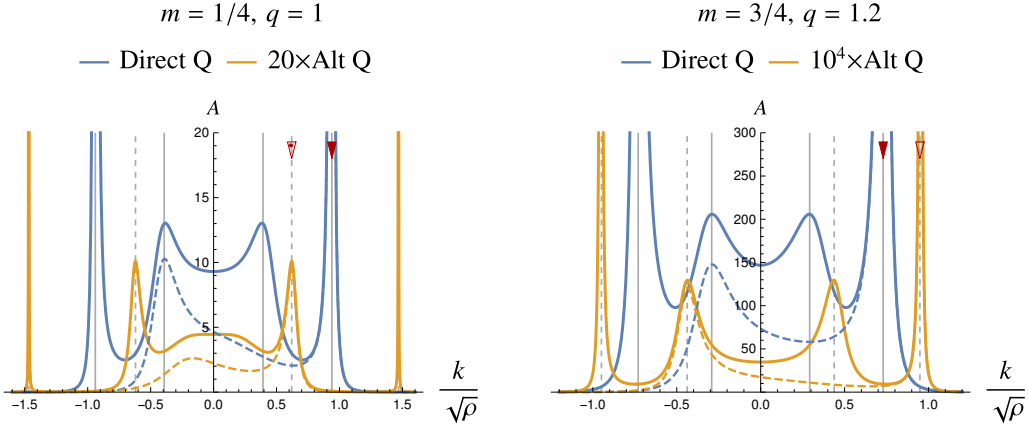 m = 1/4, q = 1
Direct Q 20×Alt Q
A
20
15
10
5
−1.5 −1.0 −0.5 0.0 0.5 1.0 1.5
k/√ρ
m = 3/4, q = 1.2
Direct Q 10⁴×Alt Q
A
300
250
200
150
100
50
−1.0 −0.5 0.0 0.5 1.0
k/√ρ